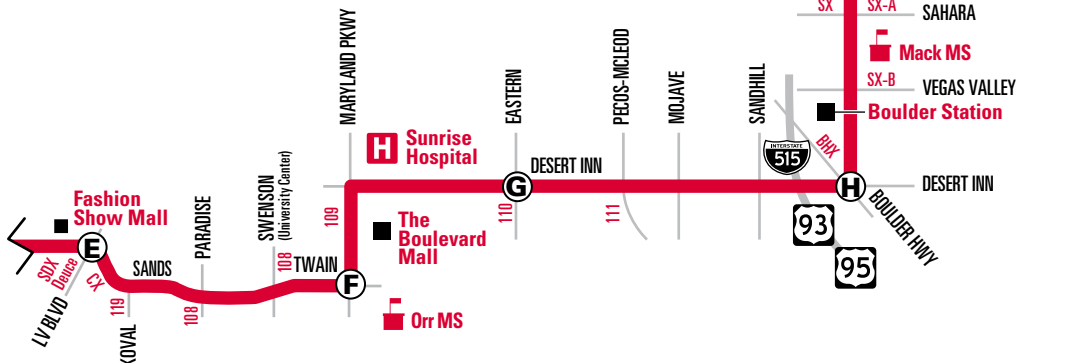 SX
SX-A
SAHARA
Mack MS
SX-B
VEGAS VALLEY
Boulder Station
MARYLAND PKWY
EASTERN
PECOS-MCLEOD
MOJAVE
SANDHILL
INTERSTATE
515
BHX
H
Sunrise
Hospital
DESERT INN
G
H
DESERT INN
BOULDER HWY
93
95
110
111
109
Fashion
Show Mall
PARADISE
SWENSON
(University Center)
The
Boulevard
Mall
E
SDX
Deuce
CX
LV BLVD
SANDS
119
KOVAL
108
108
TWAIN
F
Orr MS